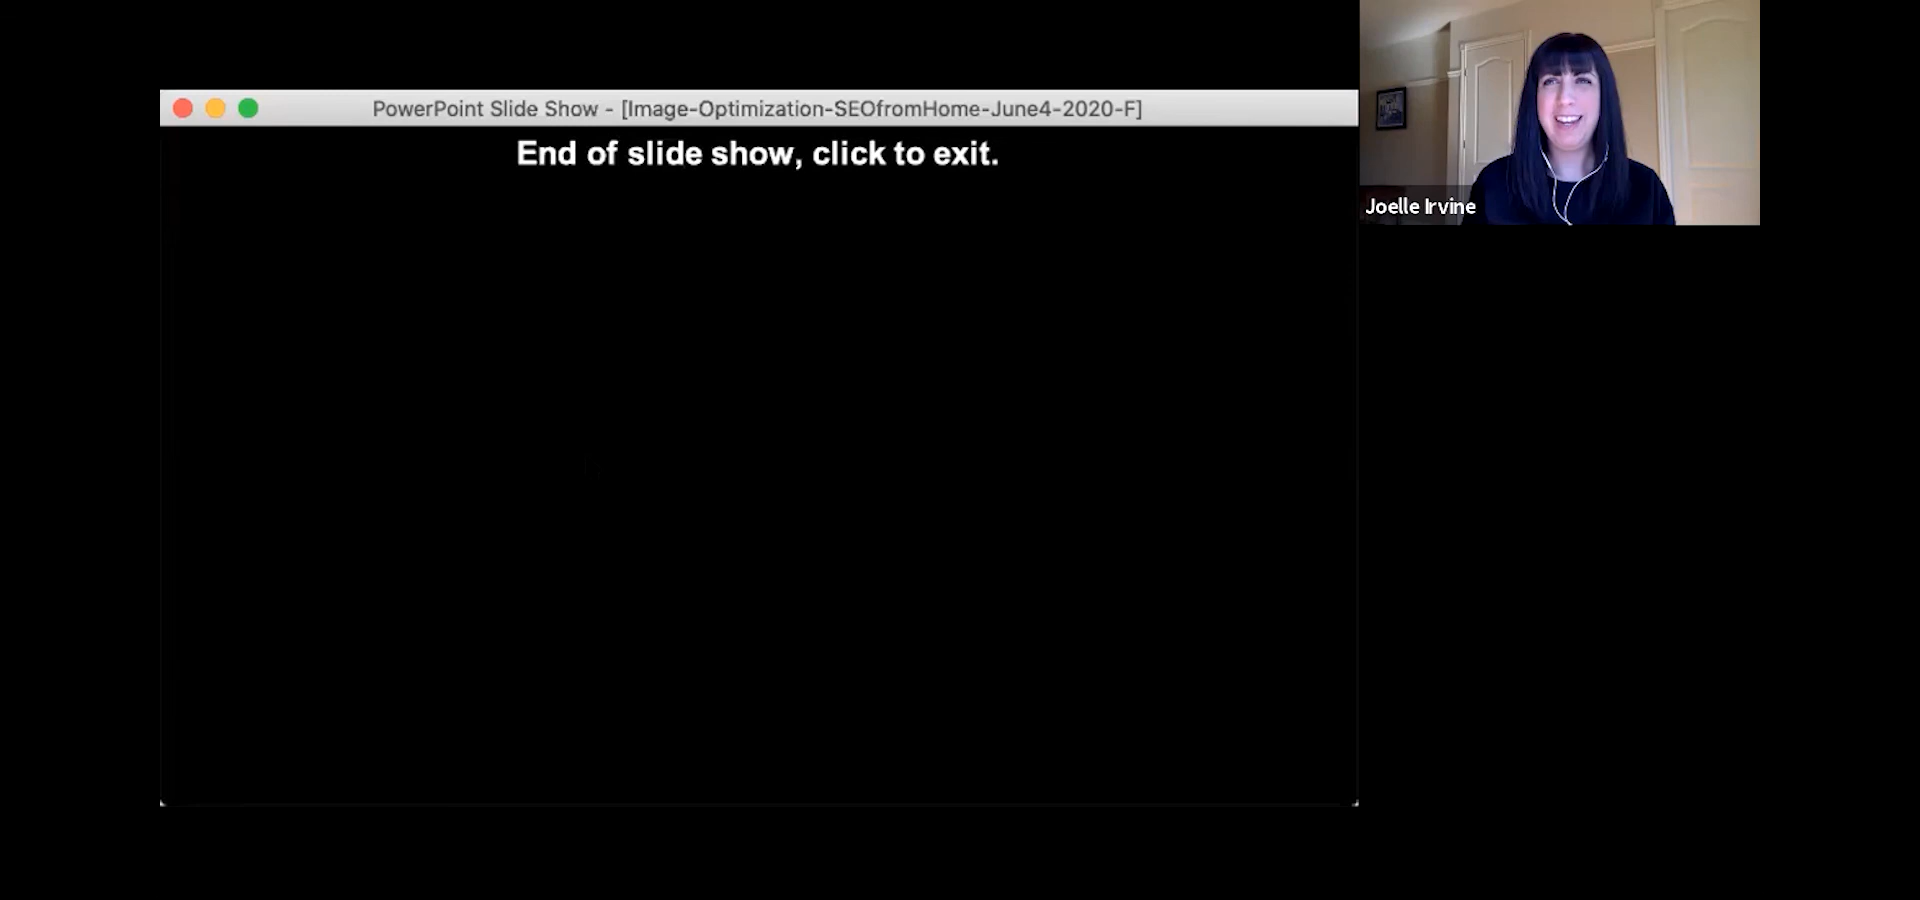 PowerPoint Slide Show - [Image-Optimization-SEOfromHome-June4-2020-F]
End of slide show, click to exit.
Joelle Irvine